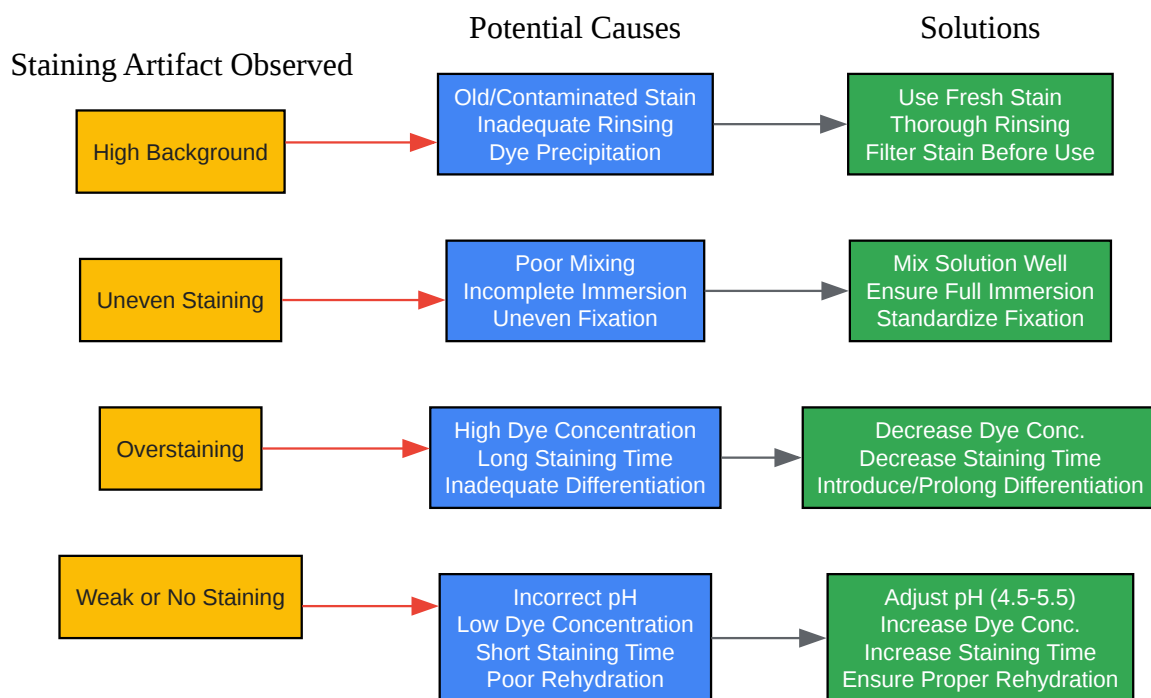 Staining Artifact Observed
Potential Causes
Solutions
High Background
Old/Contaminated Stain
Inadequate Rinsing
Dye Precipitation
Use Fresh Stain
Thorough Rinsing
Filter Stain Before Use
Uneven Staining
Poor Mixing
Incomplete Immersion
Uneven Fixation
Mix Solution Well
Ensure Full Immersion
Standardize Fixation
Overstaining
High Dye Concentration
Long Staining Time
Inadequate Differentiation
Decrease Dye Conc.
Decrease Staining Time
Introduce/Prolong Differentiation
Weak or No Staining
Incorrect pH
Low Dye Concentration
Short Staining Time
Poor Rehydration
Adjust pH (4.5-5.5)
Increase Dye Conc.
Increase Staining Time
Ensure Proper Rehydration